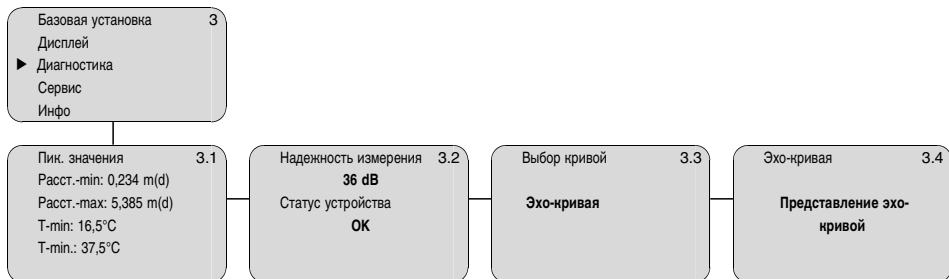 Базовая установка 3
Дисплей
▶ Диагностика
Сервис
Инфо
Пик. значения 3.1
Расст.-min: 0,234 m(d)
Расст.-max: 5,385 m(d)
T-min: 16,5°C
T-min.: 37,5°C
Надежность измерения 3.2
36 dB
Статус устройства
OK
Выбор кривой 3.3
Эхо-кривая
Эхо-кривая 3.4
Представление эхо-
кривой